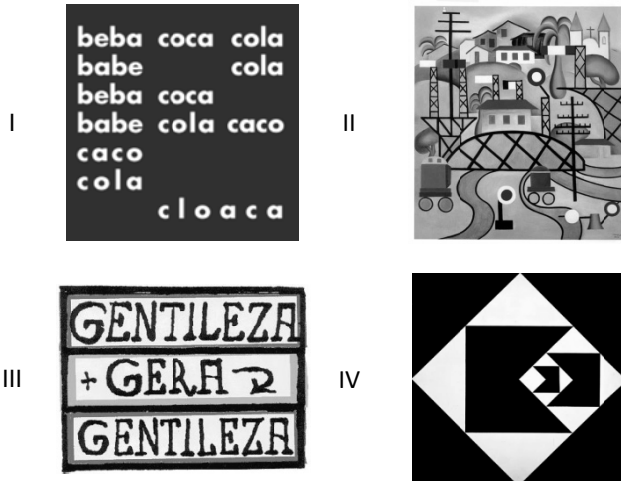 I
beba coca cola
babe cola
beba coca
babe cola caco
caco
cola
cloaca
II
III
GENTILEZA
+ GERA
GENTILEZA
IV